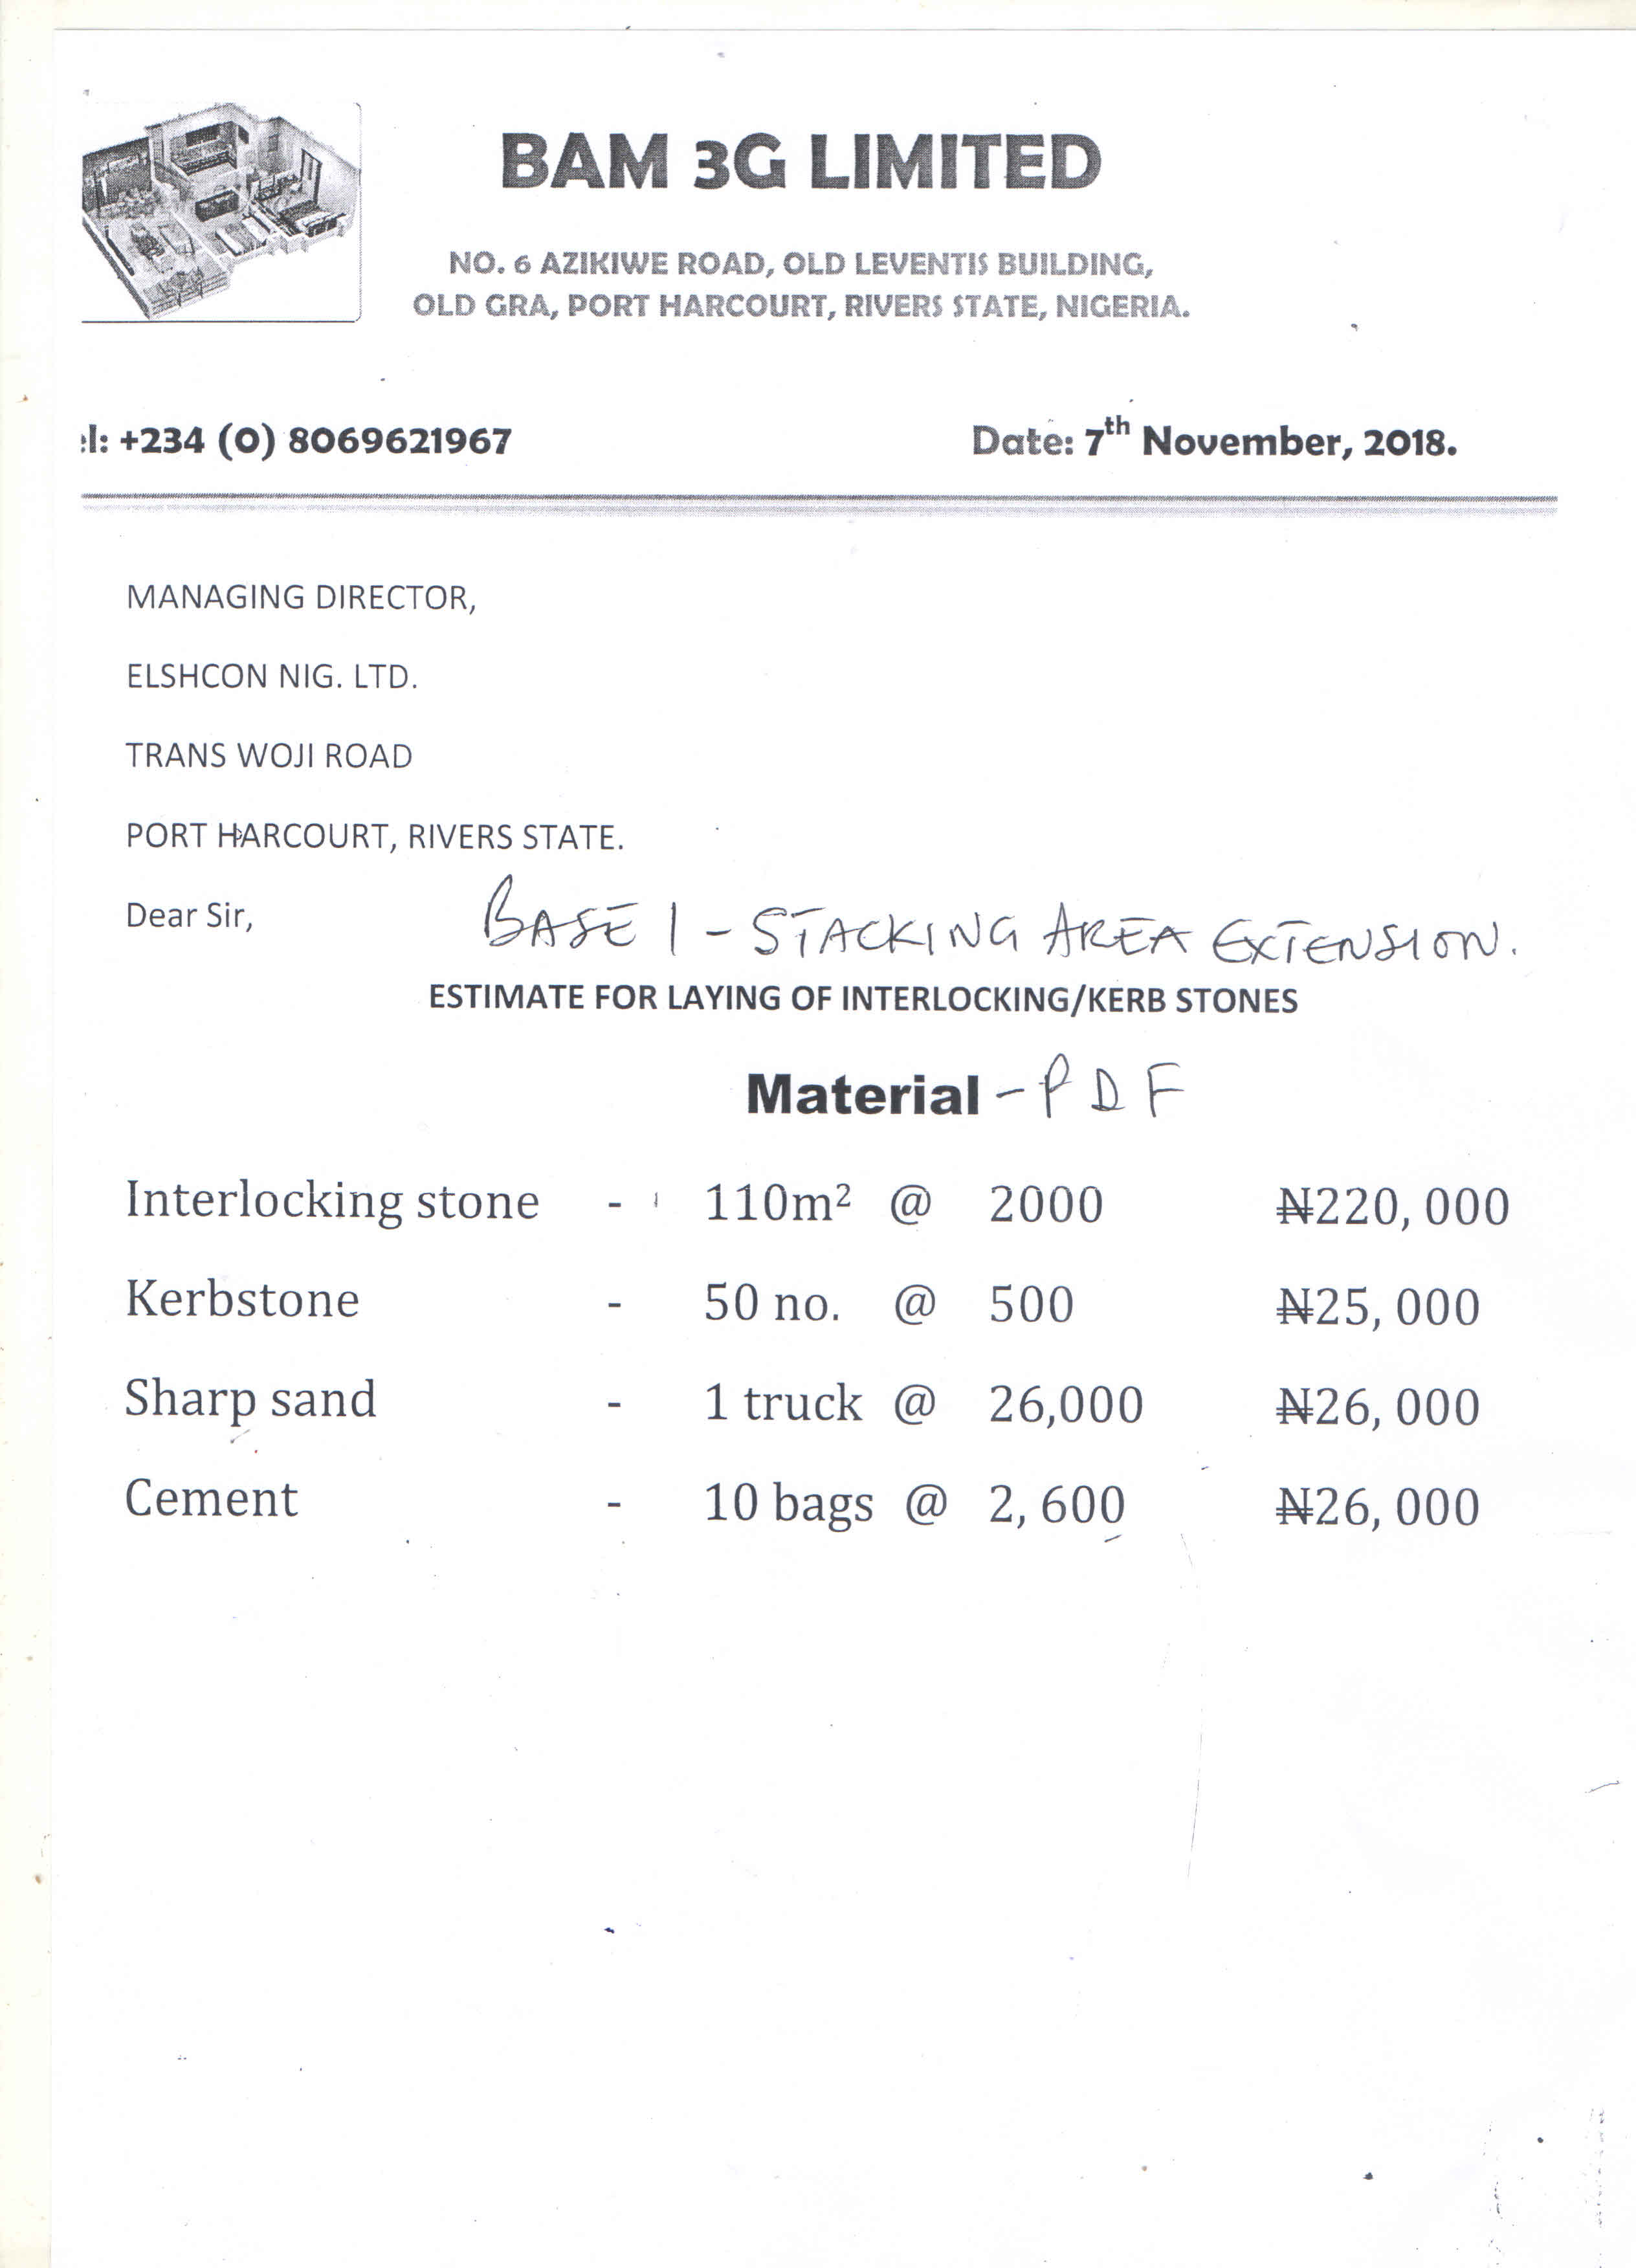 BAM 3G LIMITED
NO. 6 AZIKIWE ROAD, OLD LEVENTIS BUILDING,
OLD GRA, PORT HARCOURT, RIVERS STATE, NIGERIA.
el: +234 (0) 8069621967 Date: 7th November, 2018.
MANAGING DIRECTOR,
ELSHCON NIG. LTD.
TRANS WOJI ROAD
PORT HARCOURT, RIVERS STATE.
Dear Sir, BASE 1 - STACKING AREA EXTENSION.
ESTIMATE FOR LAYING OF INTERLOCKING/KERB STONES
Material - PDF
Interlocking stone - 110m² @ 2000 ₦220, 000
Kerbstone - 50 no. @ 500 ₦25, 000
Sharp sand - 1 truck @ 26,000 ₦26, 000
Cement - 10 bags @ 2, 600 ₦26, 000